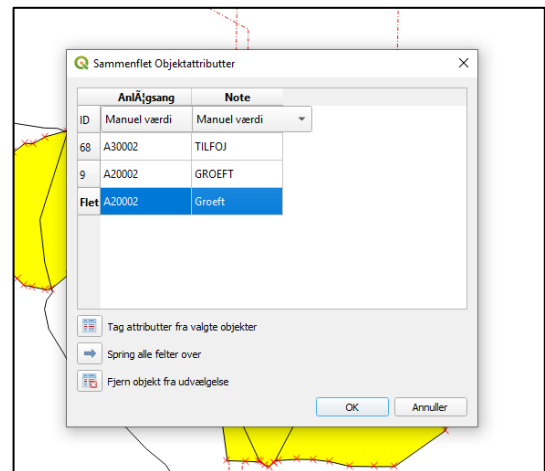 Sammenflet Objektattributter
AnlÃ¦gsang Note
ID Manuel værdi Manuel værdi
68 A30002 TILFOJ
9 A20002 GROEFT
Flet A20002 Groeft
Tag attributter fra valgte objekter
Spring alle felter over
Fjern objekt fra udvælgelse
OK Annuller